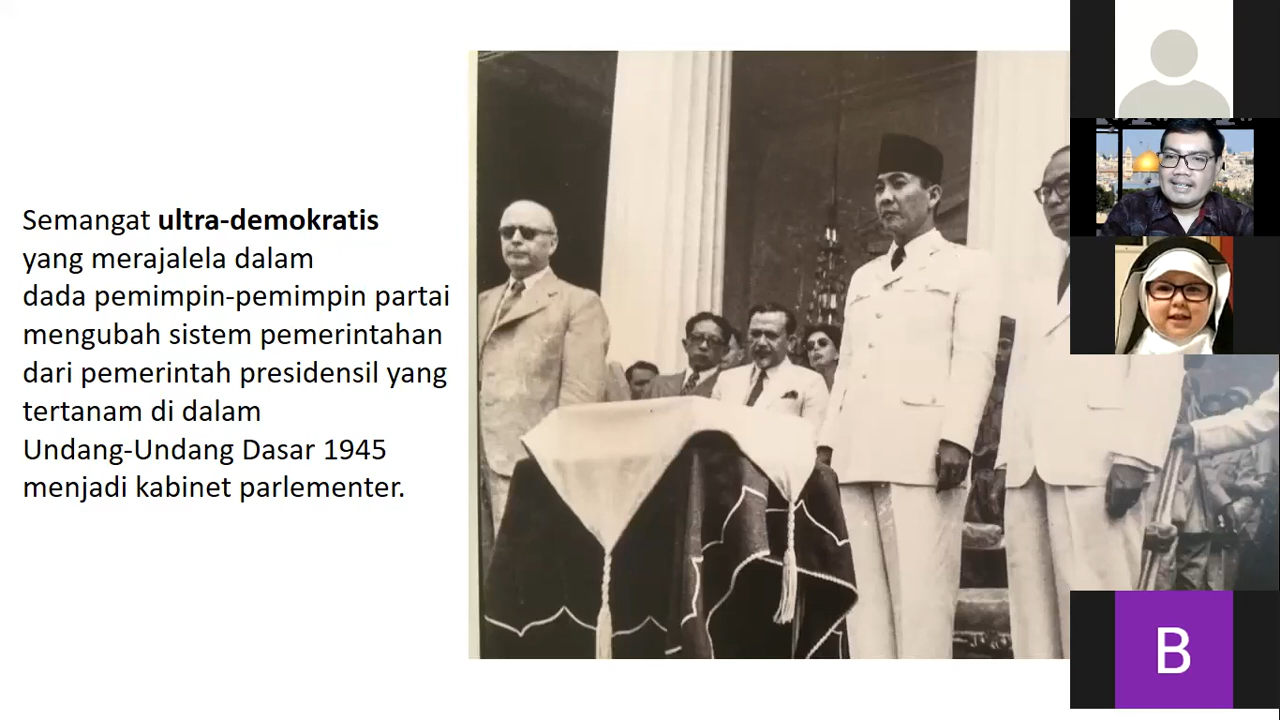 Semangat ultra-demokratis
yang merajalela dalam
dada pemimpin-pemimpin partai
mengubah sistem pemerintahan
dari pemerintah presidensil yang
tertanam di dalam
Undang-Undang Dasar 1945
menjadi kabinet parlementer.
B